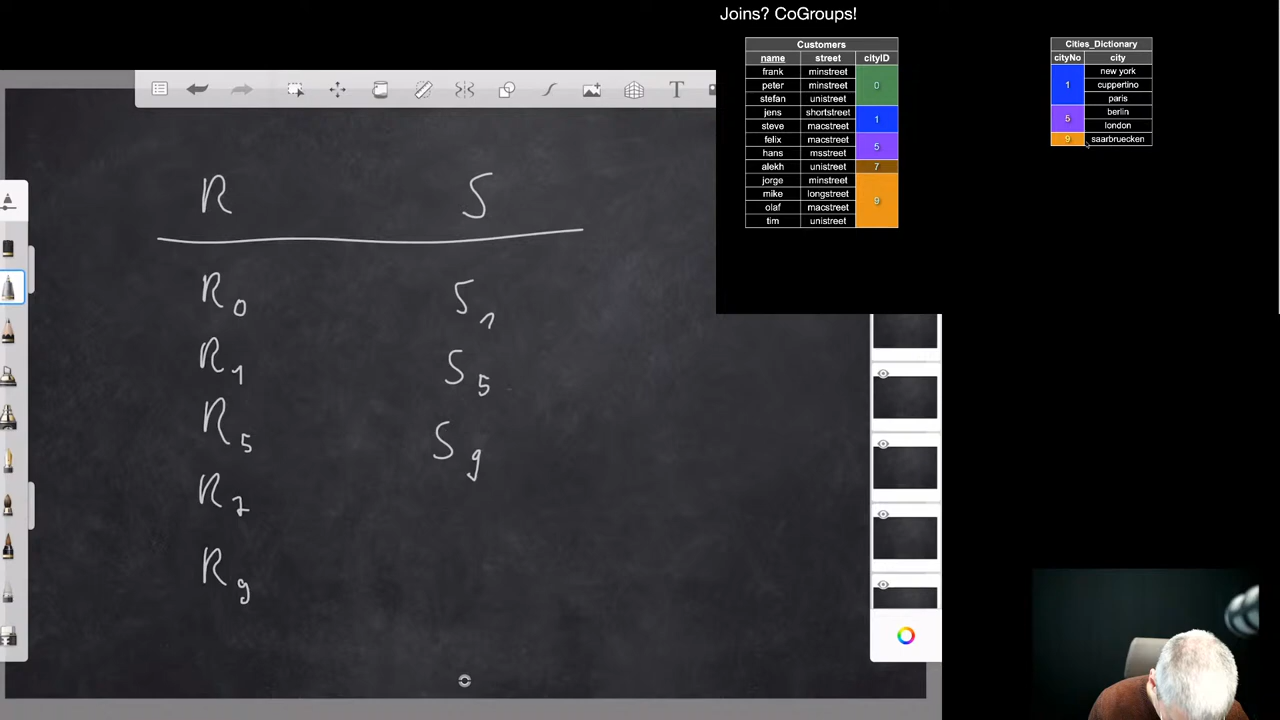 Joins? CoGroups!
Customers
name street cityID
frank minstreet 0
peter minstreet
stefan unistreet
jens shortstreet 1
steve macstreet
felix macstreet 5
hans msstreet
alekh unistreet 7
jorge minstreet 9
mike longstreet
olaf macstreet
tim unistreet
Cities_Dictionary
cityNo city
1 new york
cuppertino
paris
5 berlin
london
9 saarbruecken
T
R S
R0 S1
R1 S5
R5 S9
R7
R9